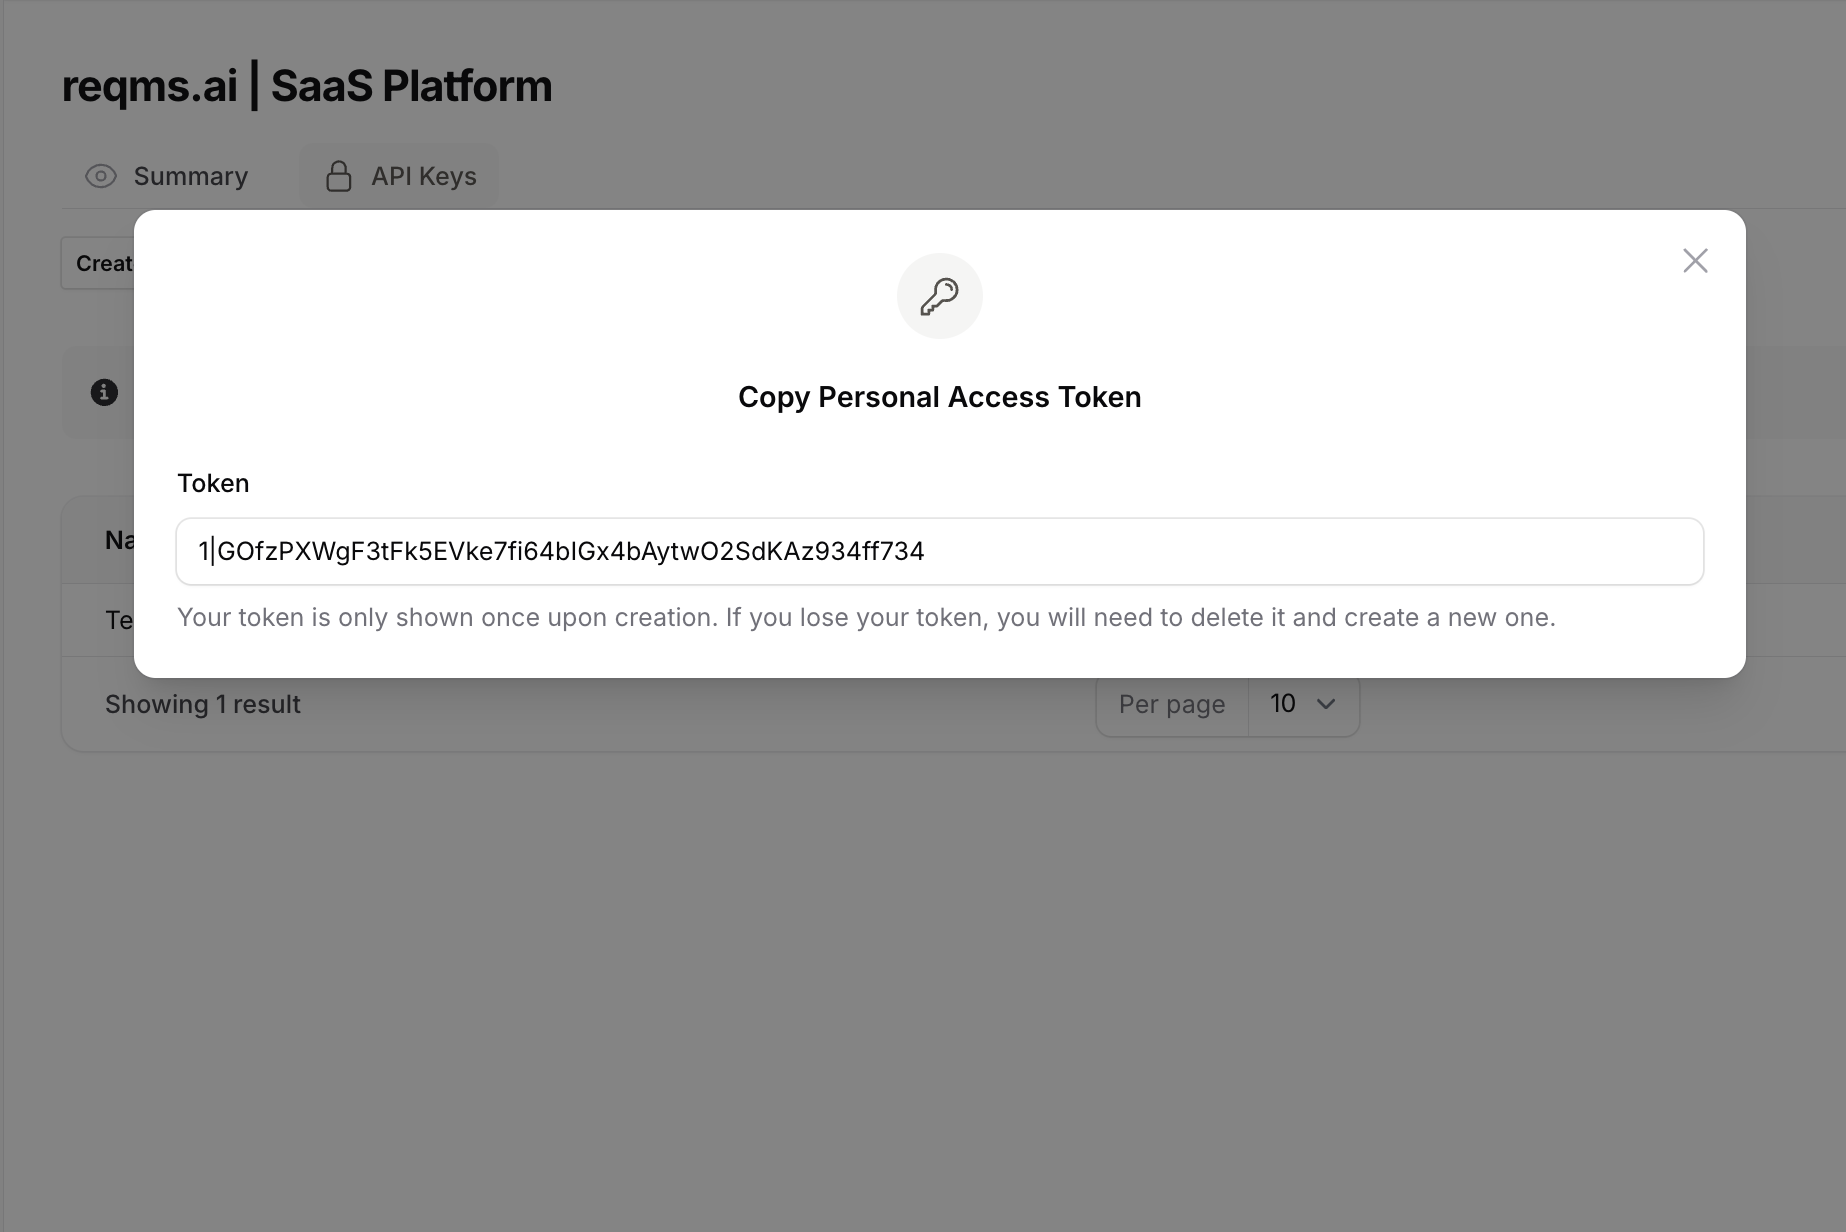 reqms.ai | SaaS Platform
Summary
API Keys
Creat
Copy Personal Access Token
Token
1|GOfzPXWgF3tFk5EVke7fi64bIGx4bAytwO2SdKAz934ff734
Your token is only shown once upon creation. If you lose your token, you will need to delete it and create a new one.
Na
Te
Showing 1 result
Per page
10